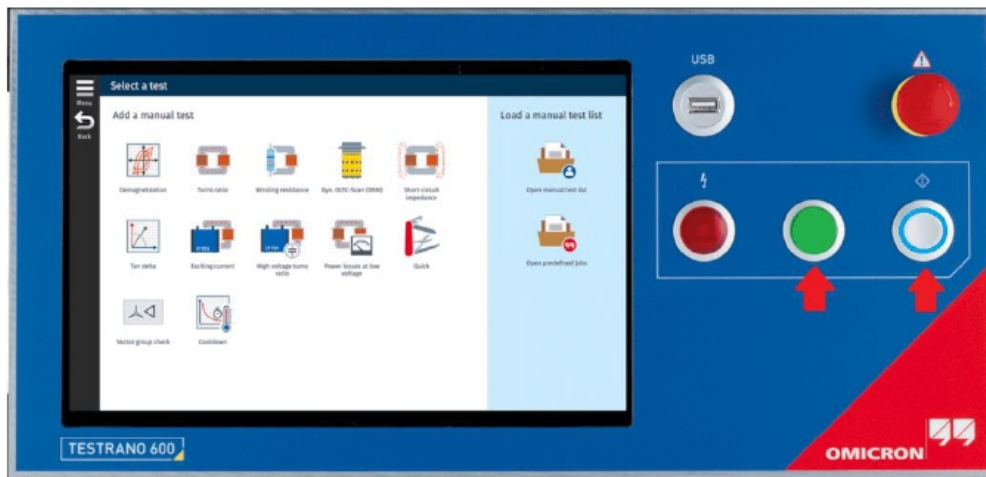 USB
Select a test
Menu
Back
Add a manual test
Load a manual test list
Demagnetization
Turns ratio
Winding resistance
Dyn. OLTC-Scan (DRM)
Short-circuit
impedance
Open manual test list
Tan delta
Exciting current
High voltage turns
ratio
Power losses at low
voltage
Quick
Open predefined jobs
Vector group check
Cooldown
TESTRANO 600
OMICRON